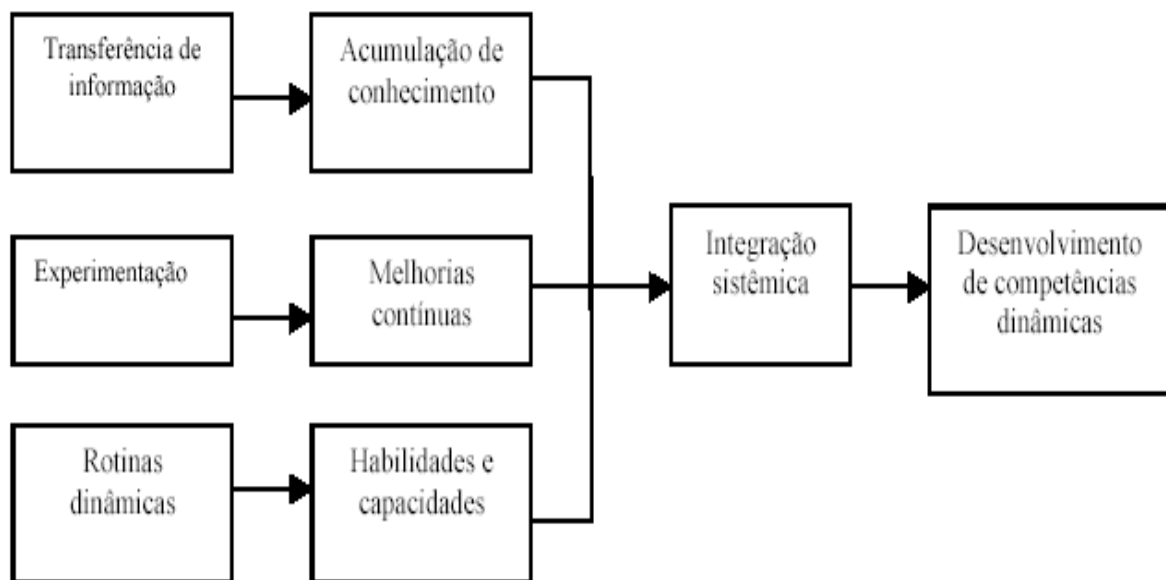 Transferência de
informação
Acumulação de
conhecimento
Experimentação
Melhorias
contínuas
Integração
sistêmica
Desenvolvimento
de competências
dinâmicas
Rotinas
dinâmicas
Habilidades e
capacidades